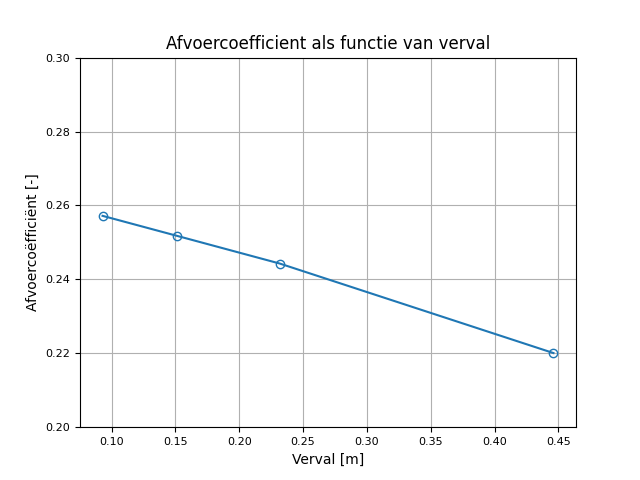 Afvoercoefficient als functie van verval
Afvoercoëfficiënt [-]
0.30
0.28
0.26
0.24
0.22
0.20
0.10 0.15 0.20 0.25 0.30 0.35 0.40 0.45
Verval [m]